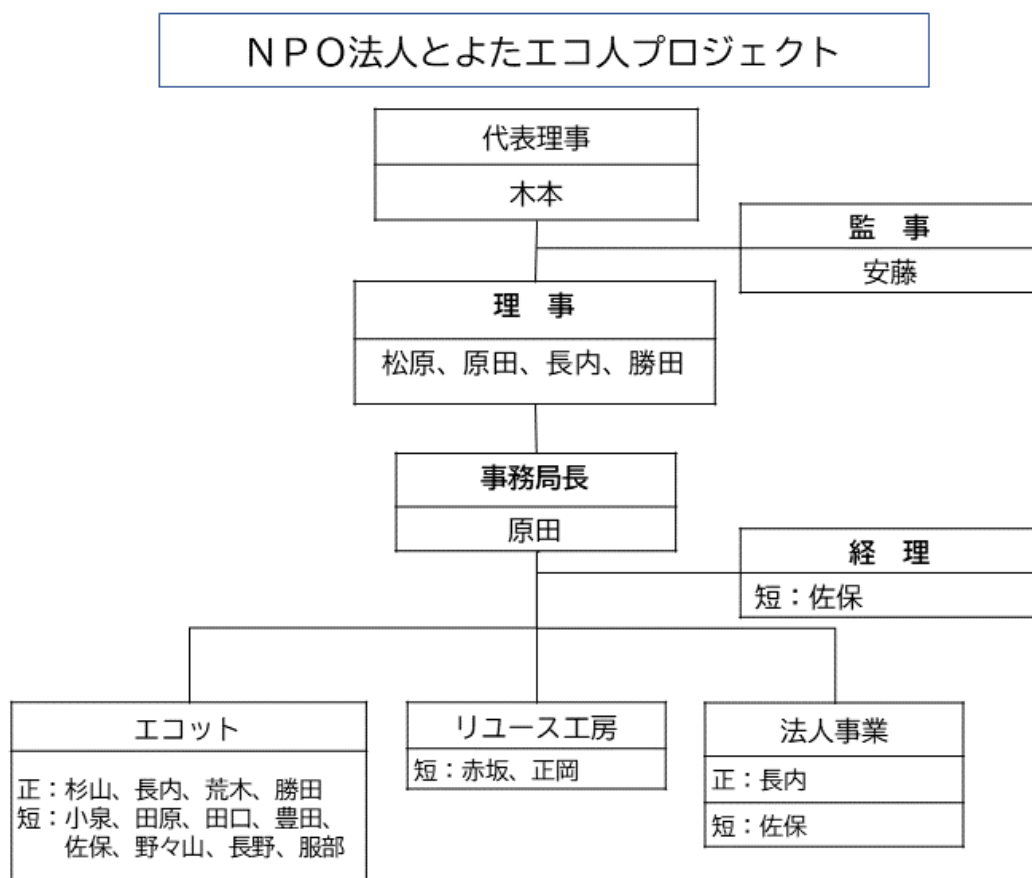 NPO法人とよたエコ人プロジェクト
代表理事
木本
監 事
安藤
理 事
松原、原田、長内、勝田
事務局長
原田
経 理
短:佐保
エコット
正:杉山、長内、荒木、勝田
短:小泉、田原、田口、豊田、
佐保、野々山、長野、服部
リユース工房
短:赤坂、正岡
法人事業
正:長内
短:佐保